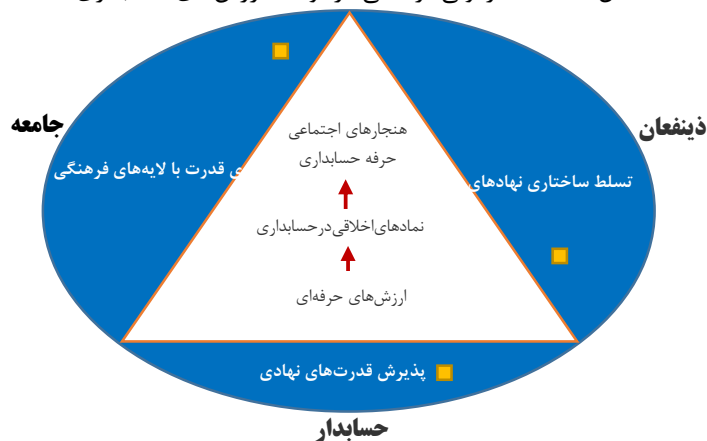 جامعه
ذینفعان
هنجارهای اجتماعی
حرفه حسابداری
قدرت با لایه‌های فرهنگی
تسلط ساختاری نهادهای
نمادهای‌اخلاقی‌درحسابداری
ارزش‌های حرفه‌ای
پذیرش قدرت‌های نهادی
حسابدار